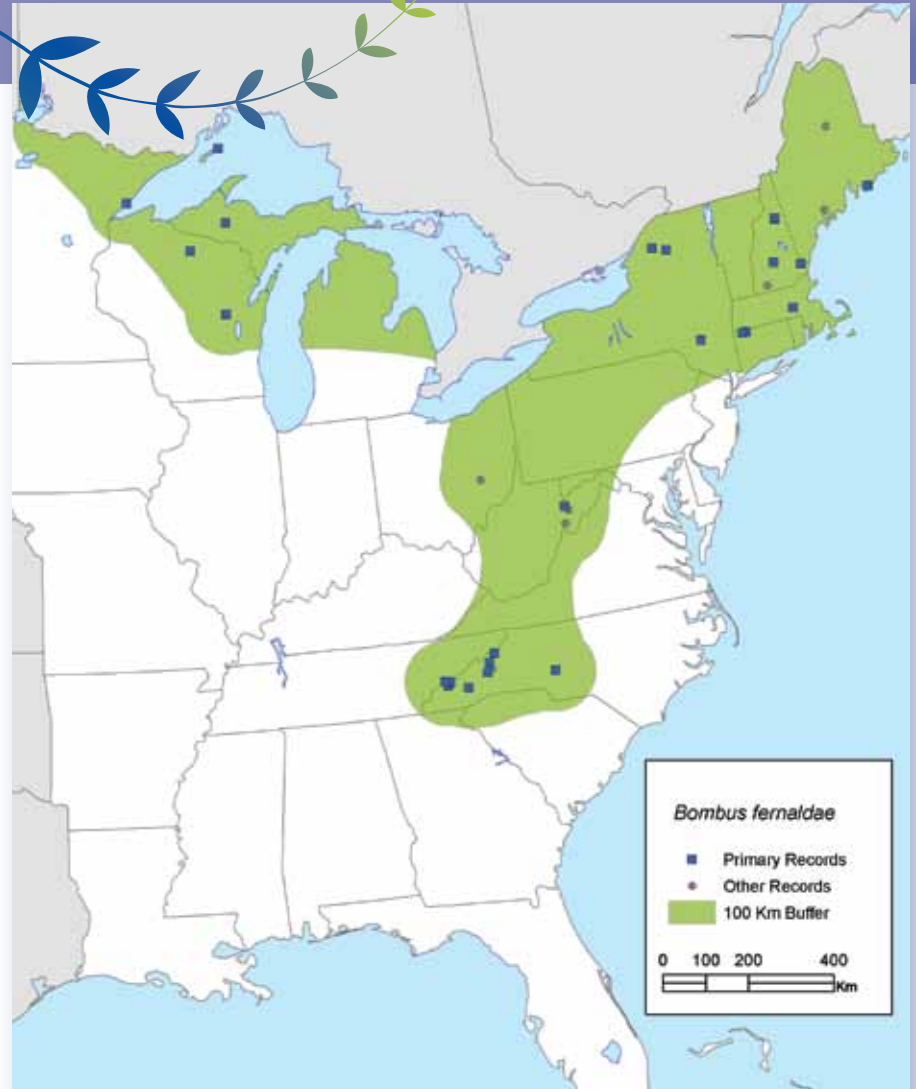 Bombus fernaldae
Primary Records
Other Records
100 Km Buffer
0 100 200 400
Km